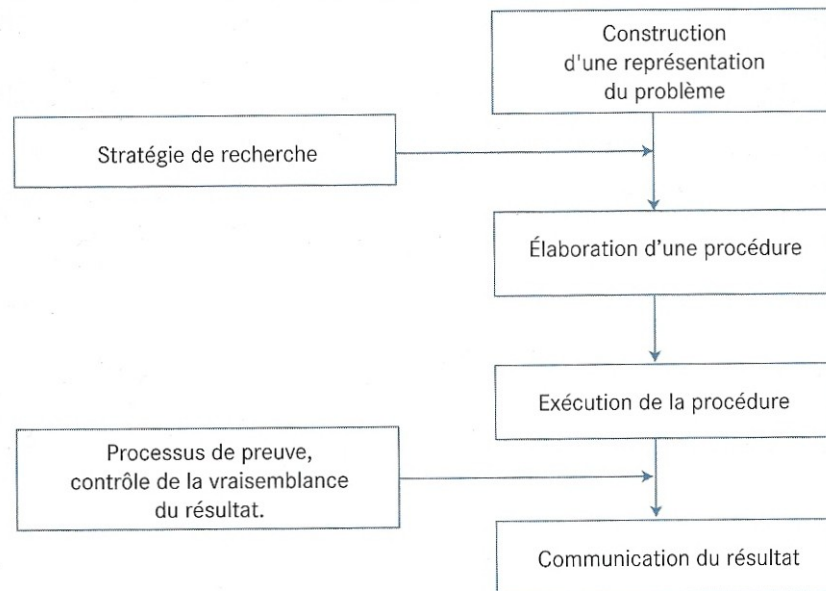 Construction
d'une représentation
du problème
Stratégie de recherche
Élaboration d’une procédure
Exécution de la procédure
Processus de preuve,
contrôle de la vraisemblance
du résultat.
Communication du résultat